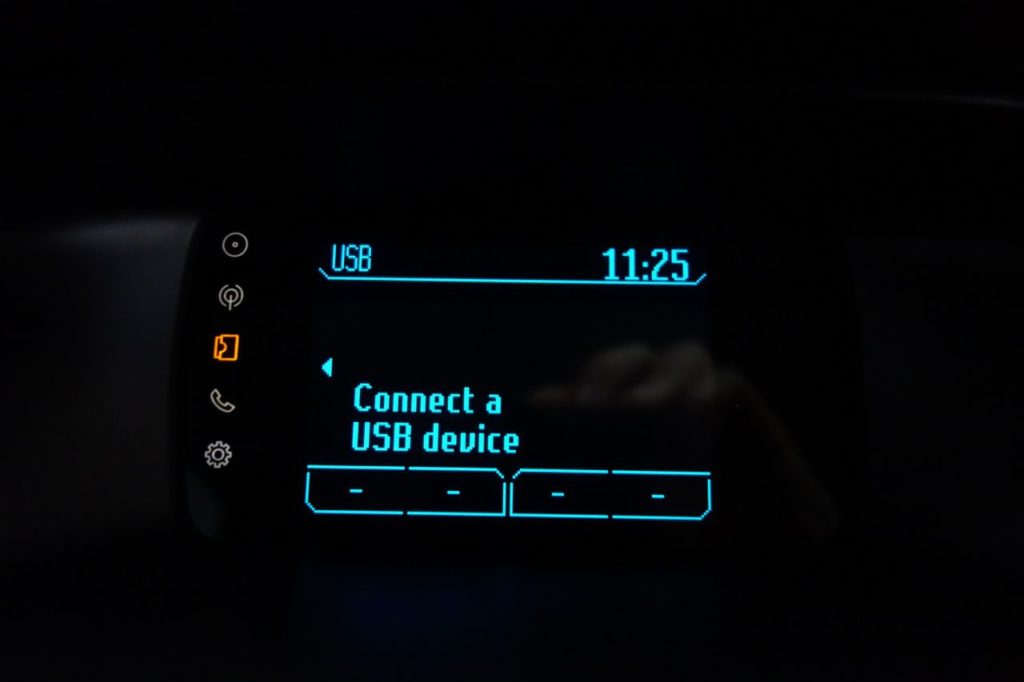 USB 11:25
Connect a
USB device
- - - -